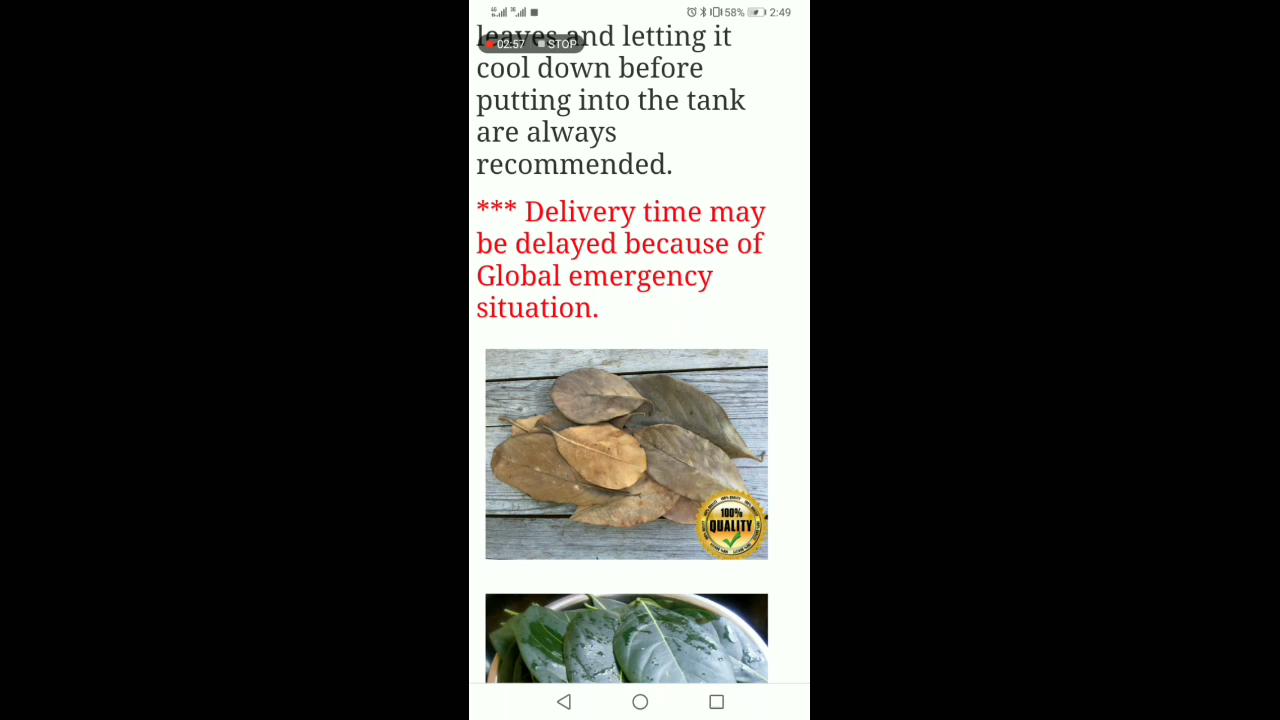 58% 2:49
leaves and letting it
02:57 STOP
cool down before
putting into the tank
are always
recommended.
*** Delivery time may
be delayed because of
Global emergency
situation.
100%
QUALITY